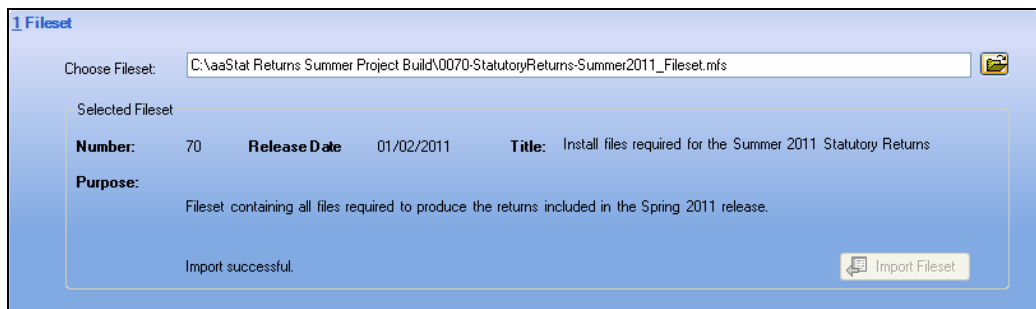 1 Fileset
Choose Fileset: C:\aaStat Returns Summer Project Build\0070-StatutoryReturns-Summer2011_Fileset.mfs
Selected Fileset
Number: 70 Release Date 01/02/2011 Title: Install files required for the Summer 2011 Statutory Returns
Purpose:
Fileset containing all files required to produce the returns included in the Spring 2011 release.
Import successful. Import Fileset